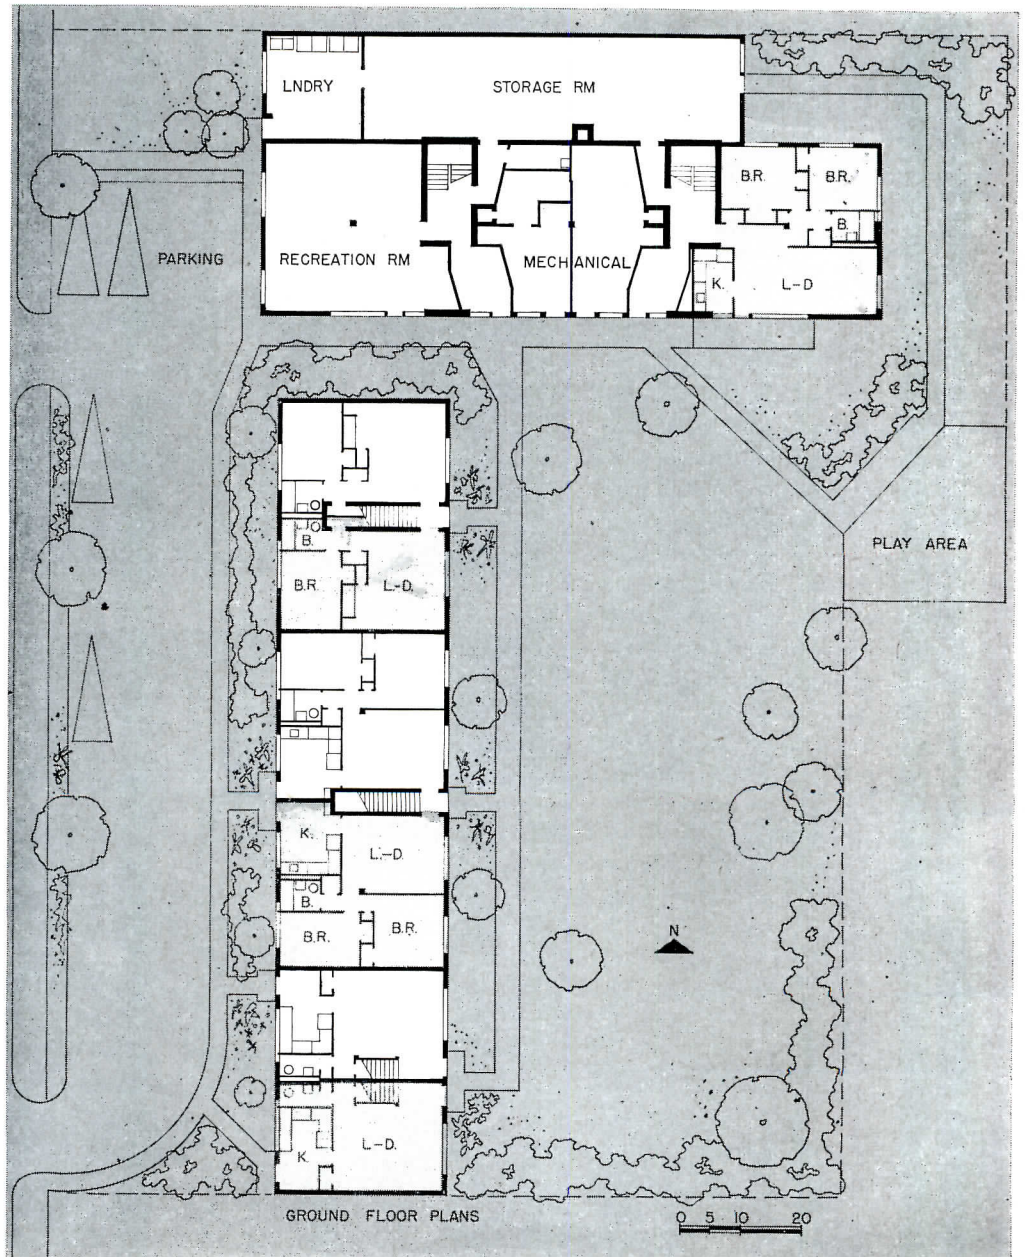 LNDRY
STORAGE RM
B.R.
B.R.
B.
PARKING
RECREATION RM
MECHANICAL
K.
L-D
B.
PLAY AREA
B.R.
L.-D.
K.
L.-D.
B.
B.R.
B.R.
N
L-D.
K.
GROUND FLOOR PLANS
0 5 10 20